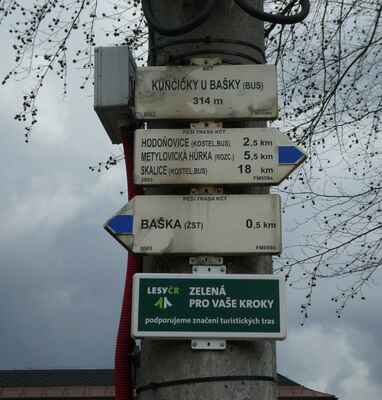 KČT
KUNČIČKY U BAŠKY (BUS)
314 m
PĚŠÍ TRASA KČT
HODOŇOVICE (KOSTEL,BUS) 2,5 km
METYLOVICKÁ HŮRKA (ROZC.) 5,5 km
SKALICE (KOSTEL,BUS) 18 km
PĚŠÍ TRASA KČT
BAŠKA (ŽST) 0,5 km
LESY ČR
ZELENÁ
PRO VAŠE KROKY
podporujeme značení turistických tras